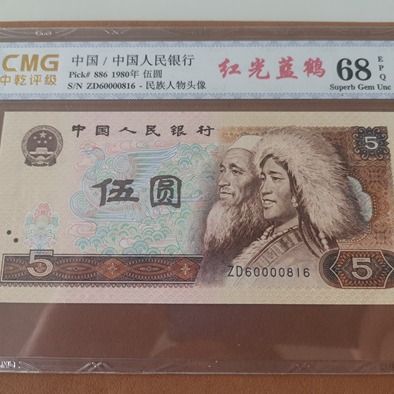 CMG
中乾评级
中国 / 中国人民银行
Pick# 886 1980年 伍圆
S/N ZD60000816 - 民族人物头像
红光蓝鹤
68
EPQ
Superb Gem Unc
中国人民银行
5
伍圆
5
5
ZD60000816